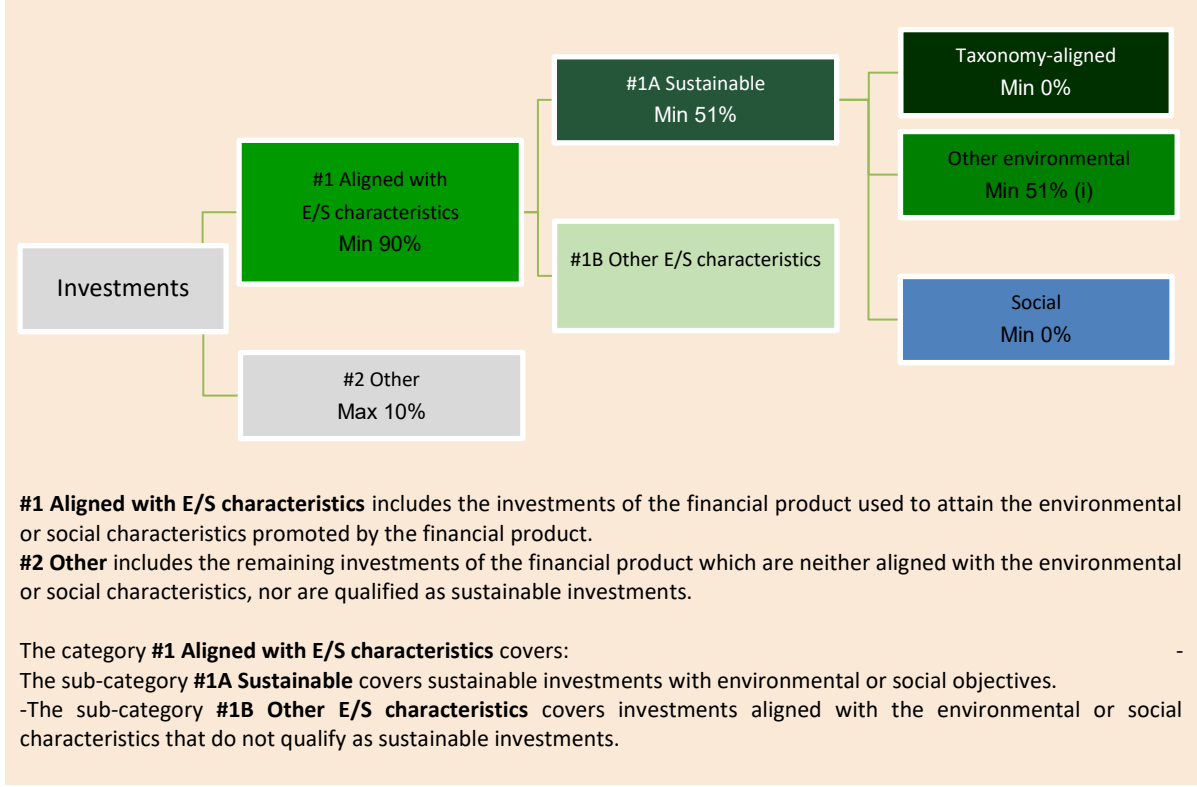 Taxonomy-aligned
Min 0%
#1A Sustainable
Min 51%
Other environmental
Min 51% (i)
#1 Aligned with
E/S characteristics
Min 90%
#1B Other E/S characteristics
Investments
Social
Min 0%
#2 Other
Max 10%
#1 Aligned with E/S characteristics includes the investments of the financial product used to attain the environmental
or social characteristics promoted by the financial product.
#2 Other includes the remaining investments of the financial product which are neither aligned with the environmental
or social characteristics, nor are qualified as sustainable investments.
The category #1 Aligned with E/S characteristics covers: -
The sub-category #1A Sustainable covers sustainable investments with environmental or social objectives.
-The sub-category #1B Other E/S characteristics covers investments aligned with the environmental or social
characteristics that do not qualify as sustainable investments.